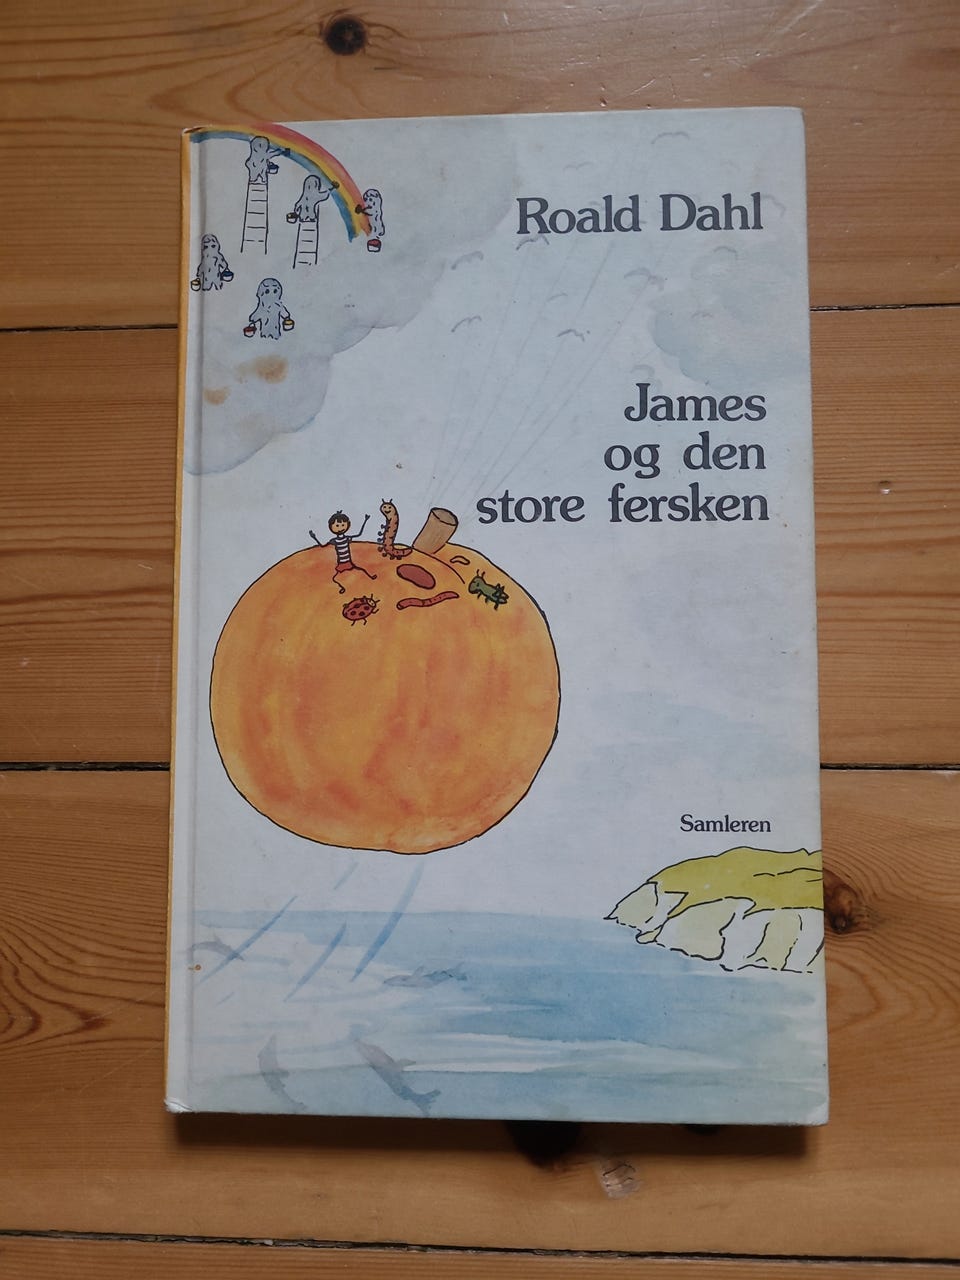 Roald Dahl
James
og den
store fersken
Samleren